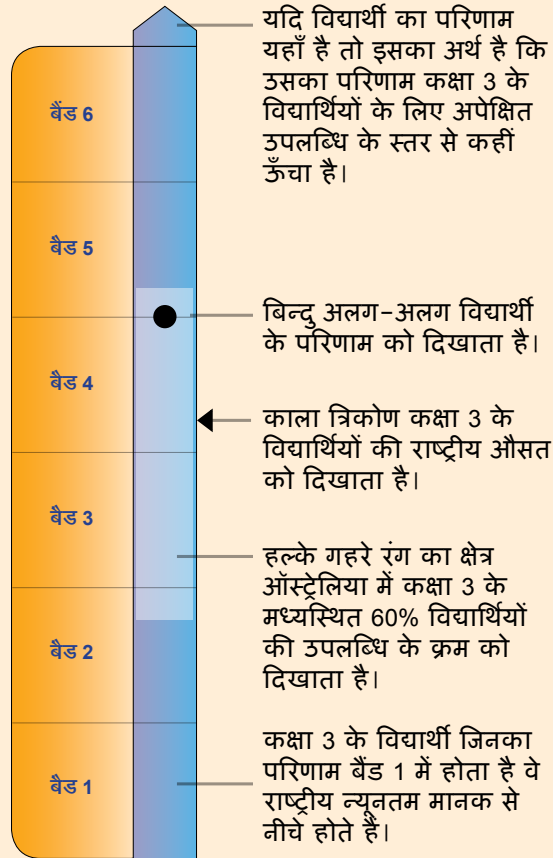 यदि विद्यार्थी का परिणाम
यहाँ है तो इसका अर्थ है कि
उसका परिणाम कक्षा 3 के
विद्यार्थियों के लिए अपेक्षित
उपलब्धि के स्तर से कहीं
ऊँचा है।
बैंड 6
बैड 5
बिन्दु अलग-अलग विद्यार्थी
के परिणाम को दिखाता है।
बैड 4
काला त्रिकोण कक्षा 3 के
विद्यार्थियों की राष्ट्रीय औसत
को दिखाता है।
बैड 3
हल्के गहरे रंग का क्षेत्र
ऑस्ट्रेलिया में कक्षा 3 के
मध्यस्थित 60% विद्यार्थियों
की उपलब्धि के क्रम को
दिखाता है।
बैड 2
कक्षा 3 के विद्यार्थी जिनका
परिणाम बैंड 1 में होता है वे
राष्ट्रीय न्यूनतम मानक से
नीचे होते हैं।
बैड 1